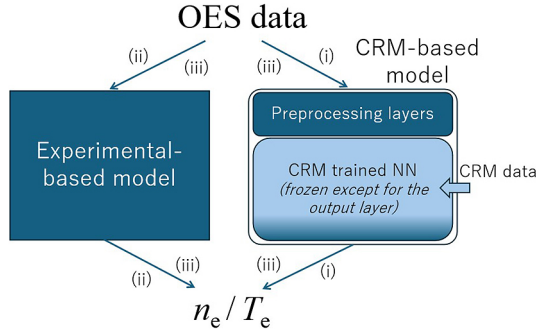 OES data
(ii)
(iii)
(iii)
(i)
CRM-based
model
Experimental-
based model
Preprocessing layers
CRM trained NN
(frozen except for the
output layer)
CRM data
(ii)
(iii)
(iii)
(i)
nₑ / Tₑ